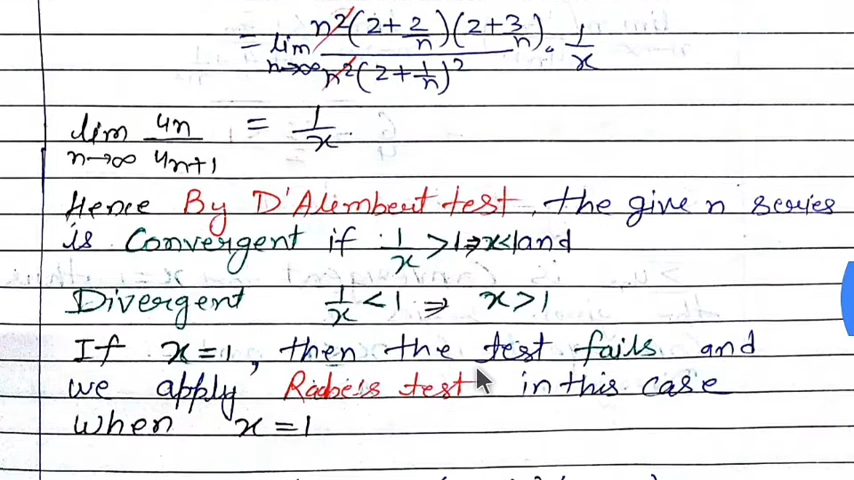 = lim n→∞ n²(2+2/n)(2+3/n) / n²(2+1/n)² · 1/x
lim n→∞ un/un+1 = 1/x
Hence By D'Alembert test, the given series
is Convergent if 1/x >1⇒x<1and
Divergent 1/x <1 ⇒ x>1
If x=1, then the test fails and
we apply Raabe's test in this case
when x=1